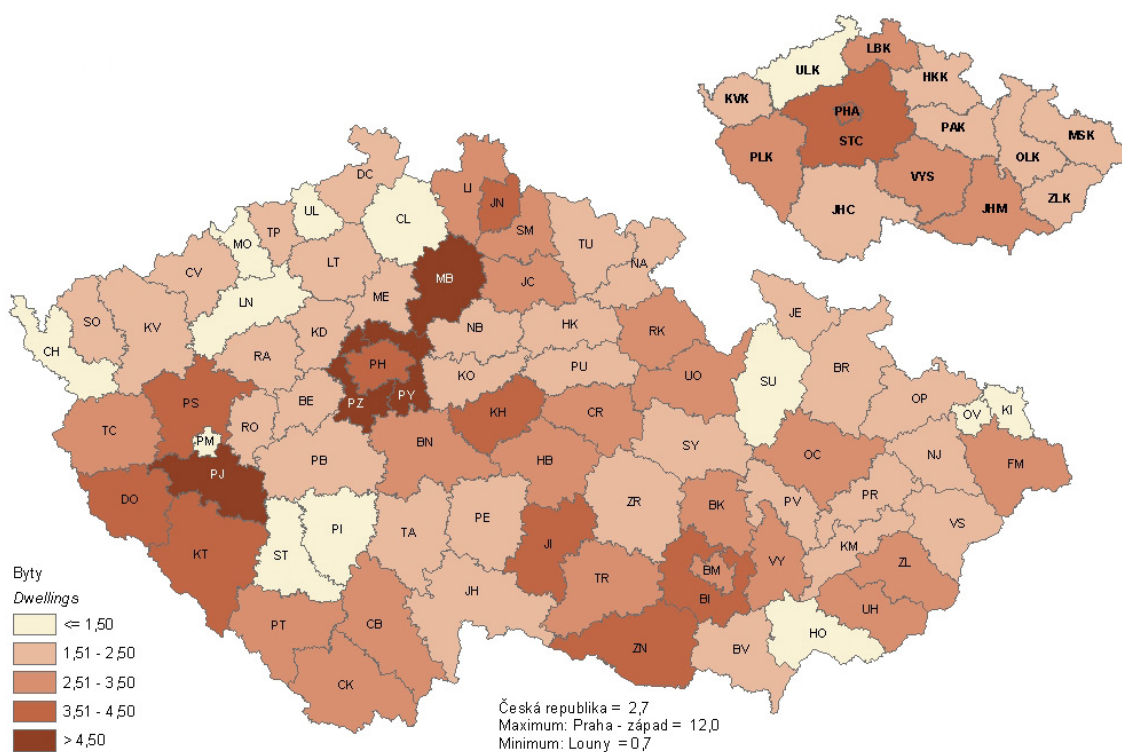 LBK
ULK
HKK
KVK
PHA
PAK
MSK
STC
OLK
PLK
VYS
ZLK
JHC
JHM
DC
LI
JN
UL
CL
TP
SM
MO
TU
CV
LT
NA
MB
JC
ME
LN
SO
KV
JE
KD
NB
HK
RK
CH
RA
PH
KO
PU
BR
UO
SU
OP
PS
BE
PZ
PY
KH
CR
OV
KI
TC
RO
PM
BN
SY
OC
NJ
FM
PB
HB
PJ
PR
DO
ZR
BK
PV
PI
TA
PE
VS
JI
KM
KT
ST
VY
ZL
BM
TR
BI
JH
UH
PT
CB
HO
ZN
BV
CK
Byty
Dwellings
<= 1,50
1,51 - 2,50
2,51 - 3,50
3,51 - 4,50
> 4,50
Česká republika = 2,7
Maximum: Praha - západ = 12,0
Minimum: Louny = 0,7